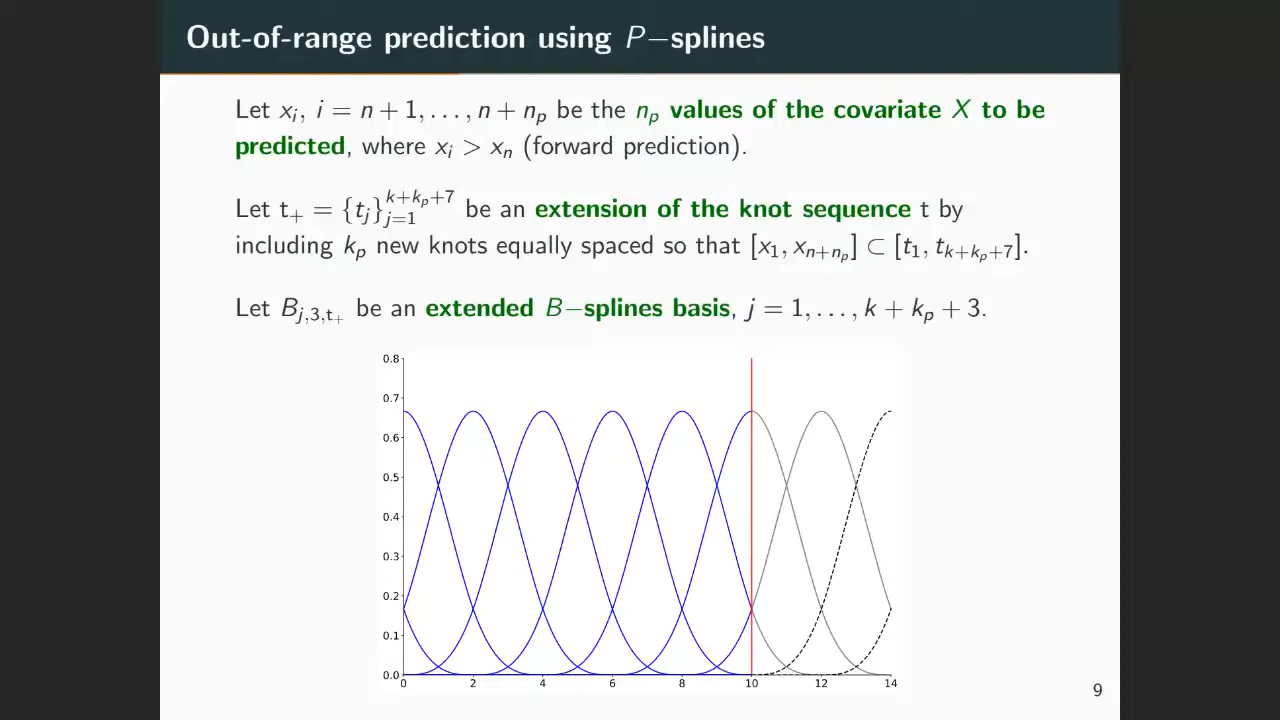 Out-of-range prediction using P−splines
Let xᵢ, i = n + 1, . . . , n + nₚ be the nₚ values of the covariate X to be
predicted, where xᵢ > xₙ (forward prediction).
Let t₊ = {tⱼ}_{j=1}^{k+kₚ+7} be an extension of the knot sequence t by
including kₚ new knots equally spaced so that [x₁, x_{n+nₚ}] ⊂ [t₁, t_{k+kₚ+7}].
Let B_{j,3,t₊} be an extended B−splines basis, j = 1, . . . , k + kₚ + 3.
0.8
0.7
0.6
0.5
0.4
0.3
0.2
0.1
0.0
0 2 4 6 8 10 12 14
9